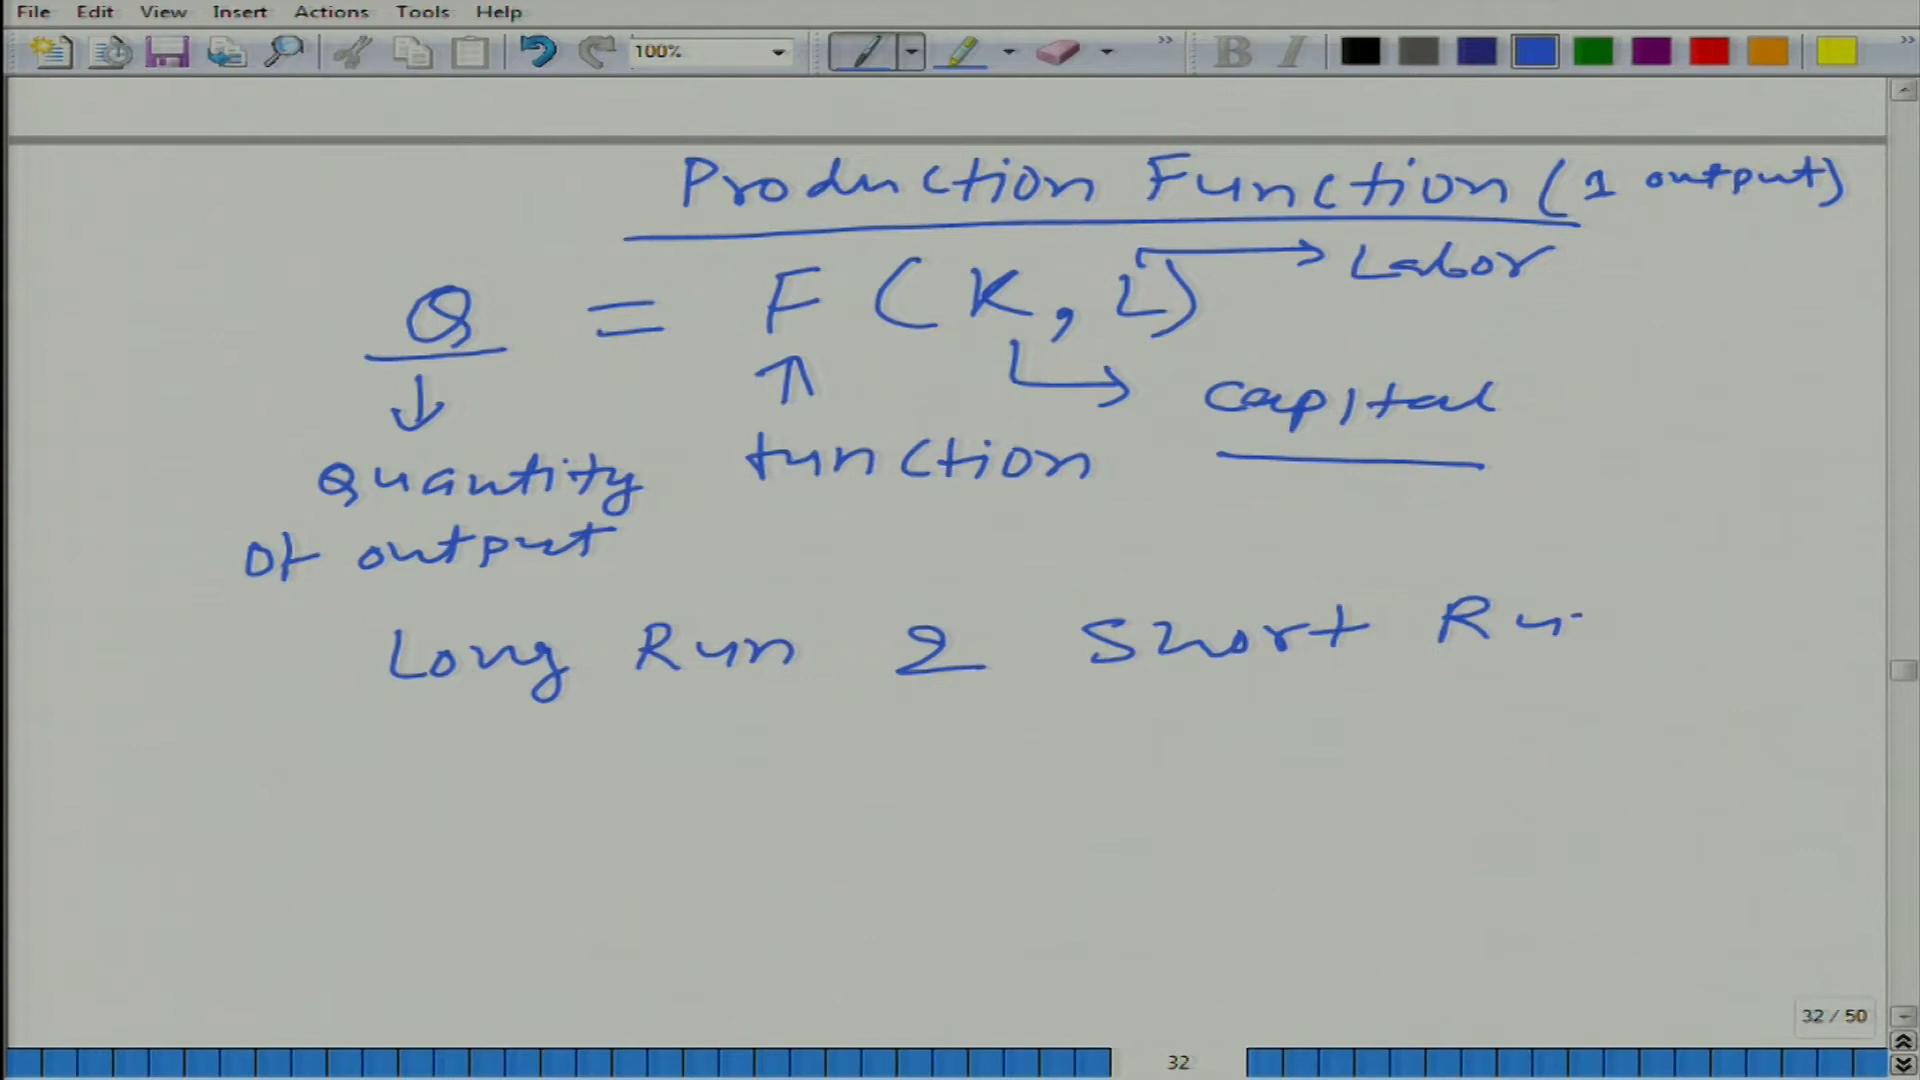 File Edit View Insert Actions Tools Help
100%
Production Function (1 output)
Q = F (K, L) → Labor
Capital
function
Quantity
of output
Long Run & Short Ru
32 / 50
32